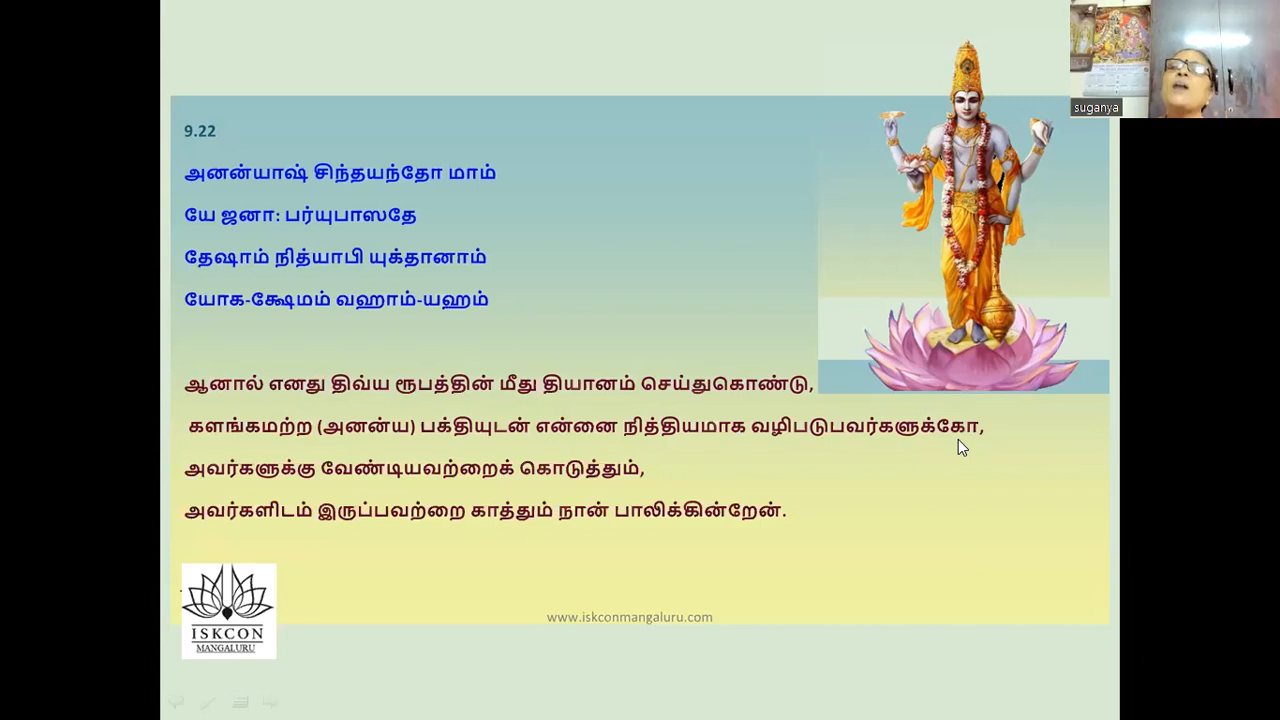 suganya
9.22
அனன்யாஷ் சிந்தயந்தோ மாம்
யே ஜனா: பர்யுபாஸதே
தேஷாம் நித்யாபி யுக்தானாம்
யோக-க்ஷேமம் வஹாம்-யஹம்
ஆனால் எனது திவ்ய ரூபத்தின் மீது தியானம் செய்துகொண்டு,
களங்கமற்ற (அனன்ய) பக்தியுடன் என்னை நித்தியமாக வழிபடுபவர்களுக்கோ,
அவர்களுக்கு வேண்டியவற்றைக் கொடுத்தும்,
அவர்களிடம் இருப்பவற்றை காத்தும் நான் பாலிக்கின்றேன்.
ISKCON
MANGALURU
www.iskconmangaluru.com